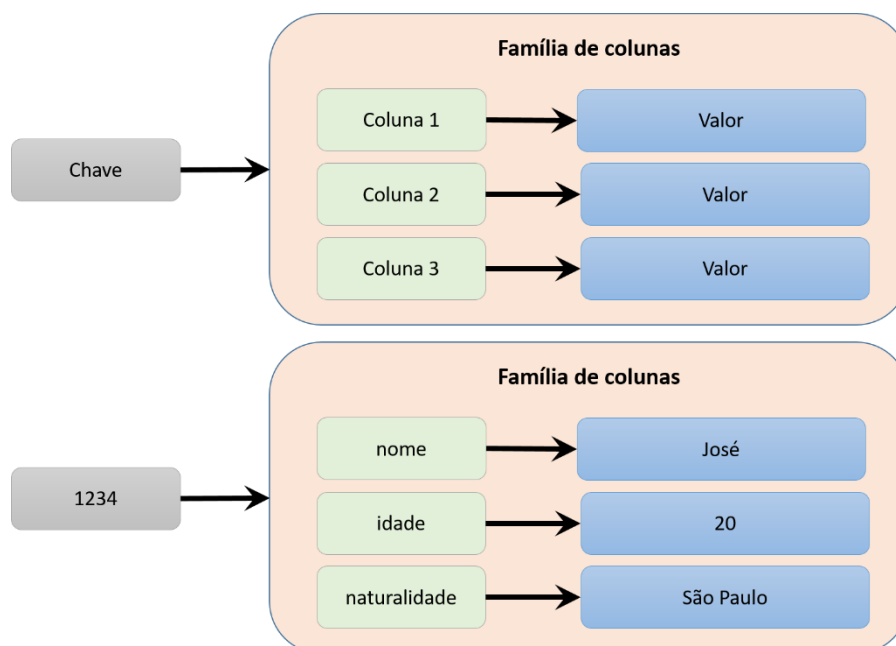 Família de colunas
Coluna 1 Valor
Chave
Coluna 2 Valor
Coluna 3 Valor
Família de colunas
nome José
1234
idade 20
naturalidade São Paulo